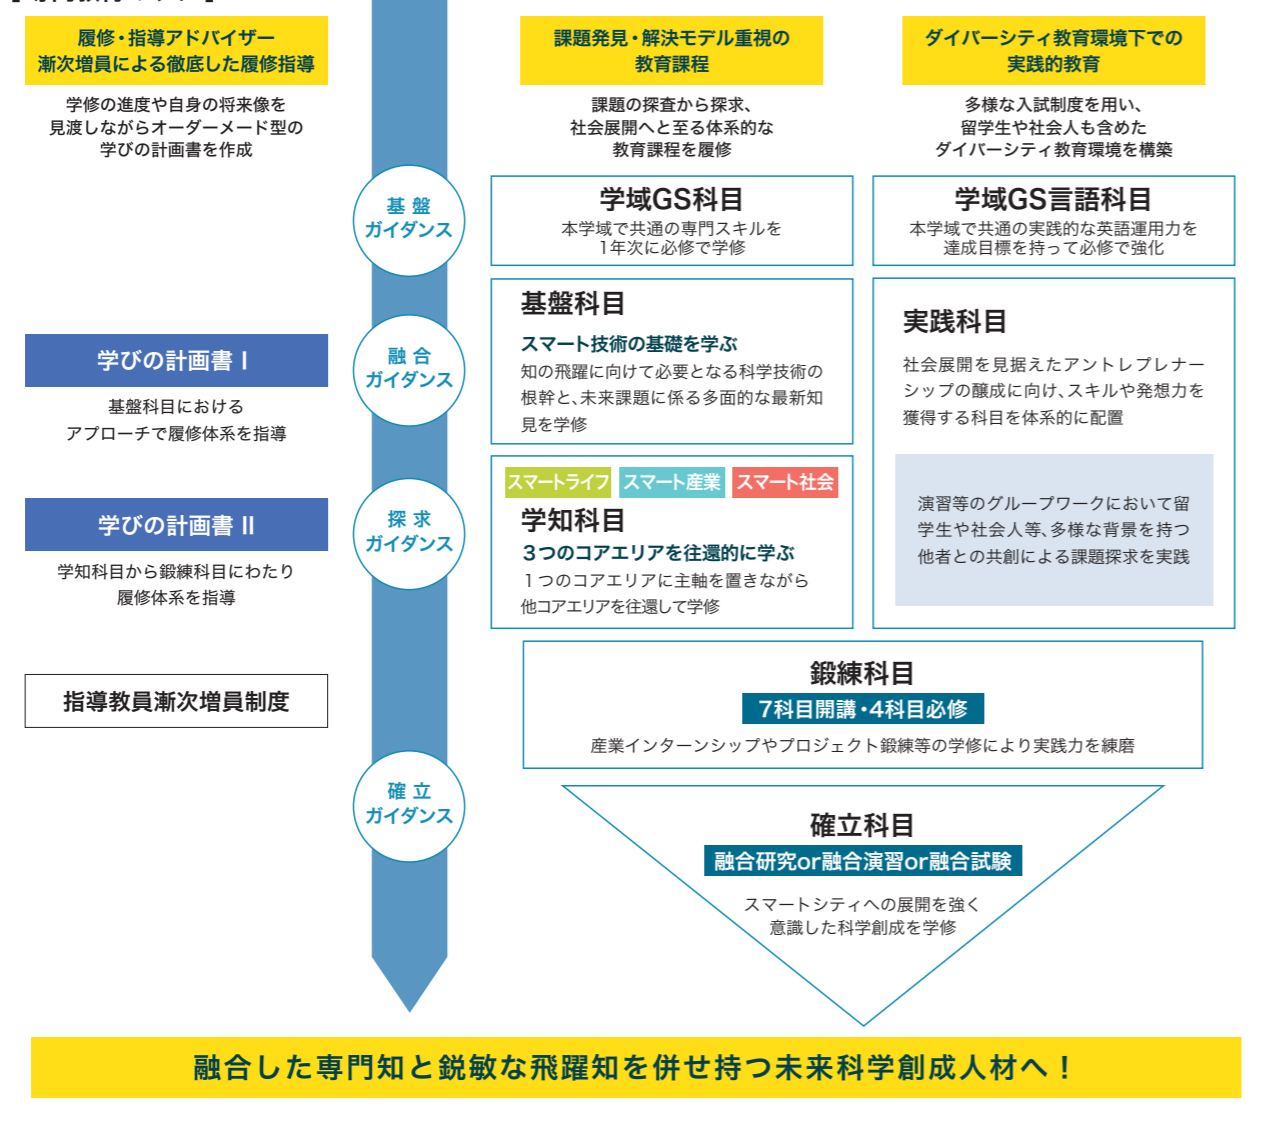 履修・指導アドバイザー
漸次増員による徹底した履修指導
学修の進度や自身の将来像を
見渡しながらオーダーメード型の
学びの計画書を作成
課題発見・解決モデル重視の
教育課程
課題の探査から探求、
社会展開へと至る体系的な
教育課程を履修
ダイバーシティ教育環境下での
実践的教育
多様な入試制度を用い、
留学生や社会人も含めた
ダイバーシティ教育環境を構築
基盤
ガイダンス
学域GS科目
本学域で共通の専門スキルを
1年次に必修で学修
学域GS言語科目
本学域で共通の実践的な英語運用力を
達成目標を持って必修で強化
学びの計画書 I
基盤科目における
アプローチで履修体系を指導
融合
ガイダンス
基盤科目
スマート技術の基礎を学ぶ
知の飛躍に向けて必要となる科学技術の
根幹と、未来課題に係る多面的な最新知
見を学修
実践科目
社会展開を見据えたアントレプレナー
シップの醸成に向け、スキルや発想力を
獲得する科目を体系的に配置
演習等のグループワークにおいて留
学生や社会人等、多様な背景を持つ
他者との共創による課題探求を実践
学びの計画書 II
学知科目から鍛練科目にわたり
履修体系を指導
探求
ガイダンス
スマートライフ スマート産業 スマート社会
学知科目
3つのコアエリアを往還的に学ぶ
1つのコアエリアに主軸を置きながら
他コアエリアを往還して学修
指導教員漸次増員制度
鍛練科目
7科目開講・4科目必修
産業インターンシップやプロジェクト鍛練等の学修により実践力を練磨
確立
ガイダンス
確立科目
融合研究or融合演習or融合試験
スマートシティへの展開を強く
意識した科学創成を学修
融合した専門知と鋭敏な飛躍知を併せ持つ未来科学創成人材へ！